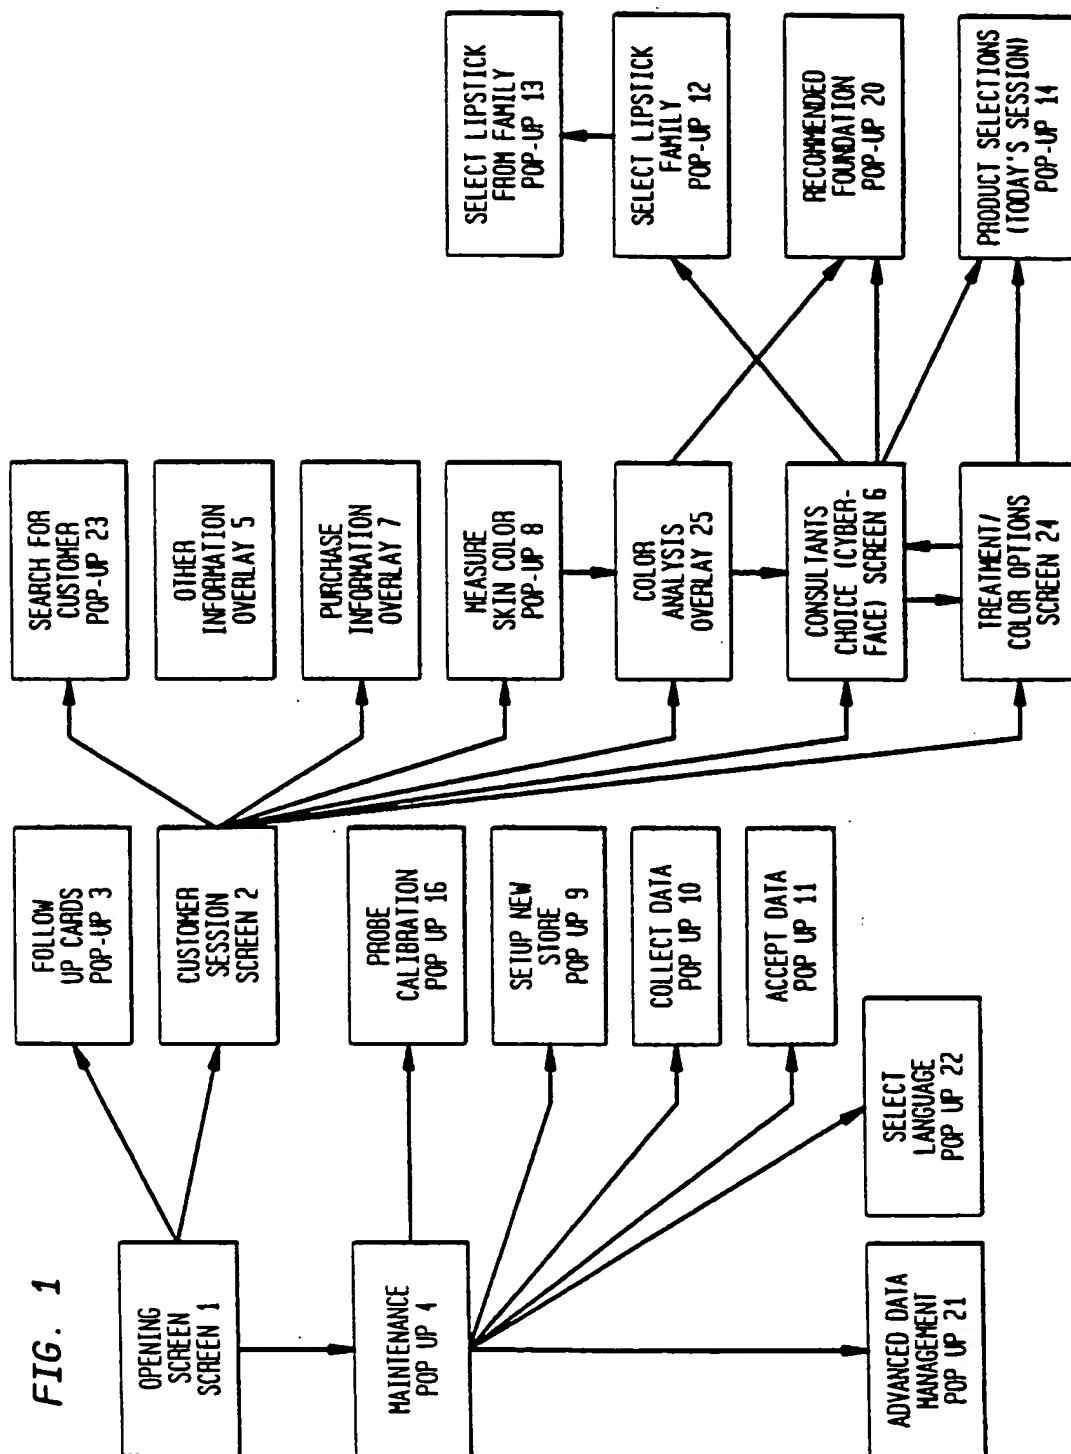 FIG. 1
OPENING
SCREEN
SCREEN 1
MAINTENANCE
POP UP 4
ADVANCED DATA
MANAGEMENT
POP UP 21
FOLLOW
UP CARDS
POP-UP 3
CUSTOMER
SESSION
SCREEN 2
PROBE
CALIBRATION
POP UP 16
SETUP NEW
STORE
POP UP 9
COLLECT DATA
POP UP 10
ACCEPT DATA
POP UP 11
SELECT
LANGUAGE
POP UP 22
SEARCH FOR
CUSTOMER
POP-UP 23
OTHER
INFORMATION
OVERLAY 5
PURCHASE
INFORMATION
OVERLAY 7
MEASURE
SKIN COLOR
POP-UP 8
COLOR
ANALYSIS
OVERLAY 25
CONSULTANTS
CHOICE (CYBER-
FACE) SCREEN 6
TREATMENT/
COLOR OPTIONS
SCREEN 24
SELECT LIPSTICK
FROM FAMILY
POP-UP 13
SELECT LIPSTICK
FAMILY
POP-UP 12
RECOMMENDED
FOUNDATION
POP-UP 20
PRODUCT SELECTIONS
(TODAY'S SESSION)
POP-UP 14